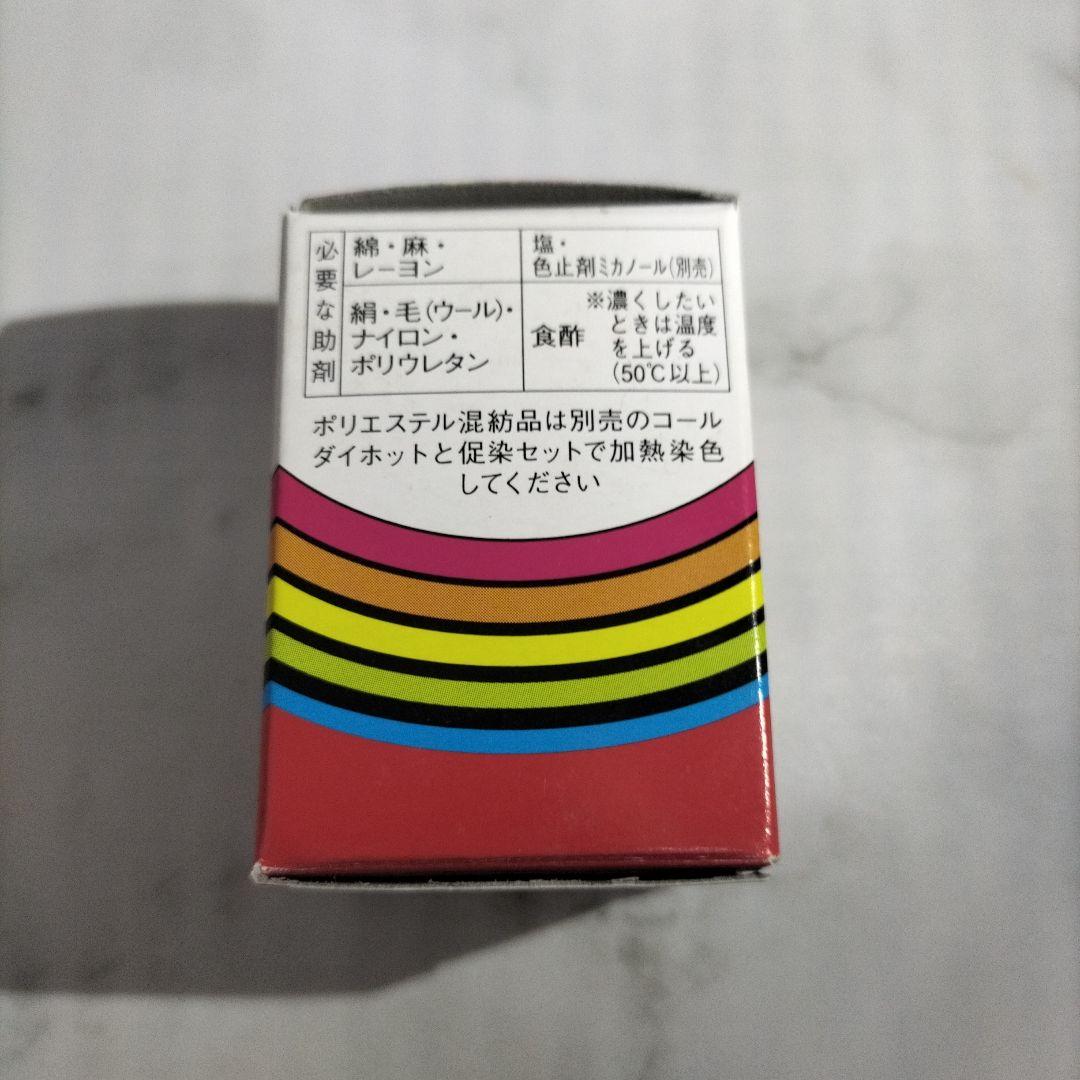 必要な助剤
綿・麻・
レーヨン
塩・
色止剤ミカノール(別売)
絹・毛(ウール)・
ナイロン・
ポリウレタン
食酢
※濃くしたい
ときは温度
を上げる
(50℃以上)
ポリエステル混紡品は別売のコール
ダイホットと促染セットで加熱染色
してください